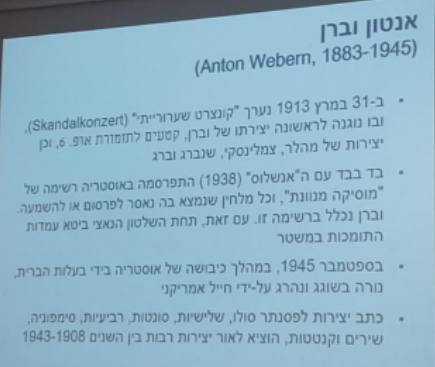 אנטון וברן
(Anton Webern, 1883-1945)
• ב-31 במרץ 1913 נערך "קונצרט שערורייתי" (Skandalkonzert),
ובו נוגנה לראשונה יצירתו של וברן, קטעים לתזמורת אופ. 6, וכן
יצירות של מהלר, צמלינסקי, שנברג וברג
• בד בבד עם ה"אנשלוס" (1938) התפרסמה באוסטריה רשימה של
"מוסיקה מנוונת", וכל מלחין שנמצא בה נאסר לפרסום או להשמעה.
וברן נכלל ברשימה זו. עם זאת, תחת השלטון הנאצי ביטא עמדות
התומכות במשטר
• בספטמבר 1945, במהלך כיבושה של אוסטריה בידי בעלות הברית,
נורה בשוגג ונהרג על-ידי חייל אמריקני
• כתב יצירות לפסנתר סולו, שלישיות, סונטות, רביעיות, סימפוניה,
שירים וקנטטות, הוציא לאור יצירות רבות בין השנים 1943-1908